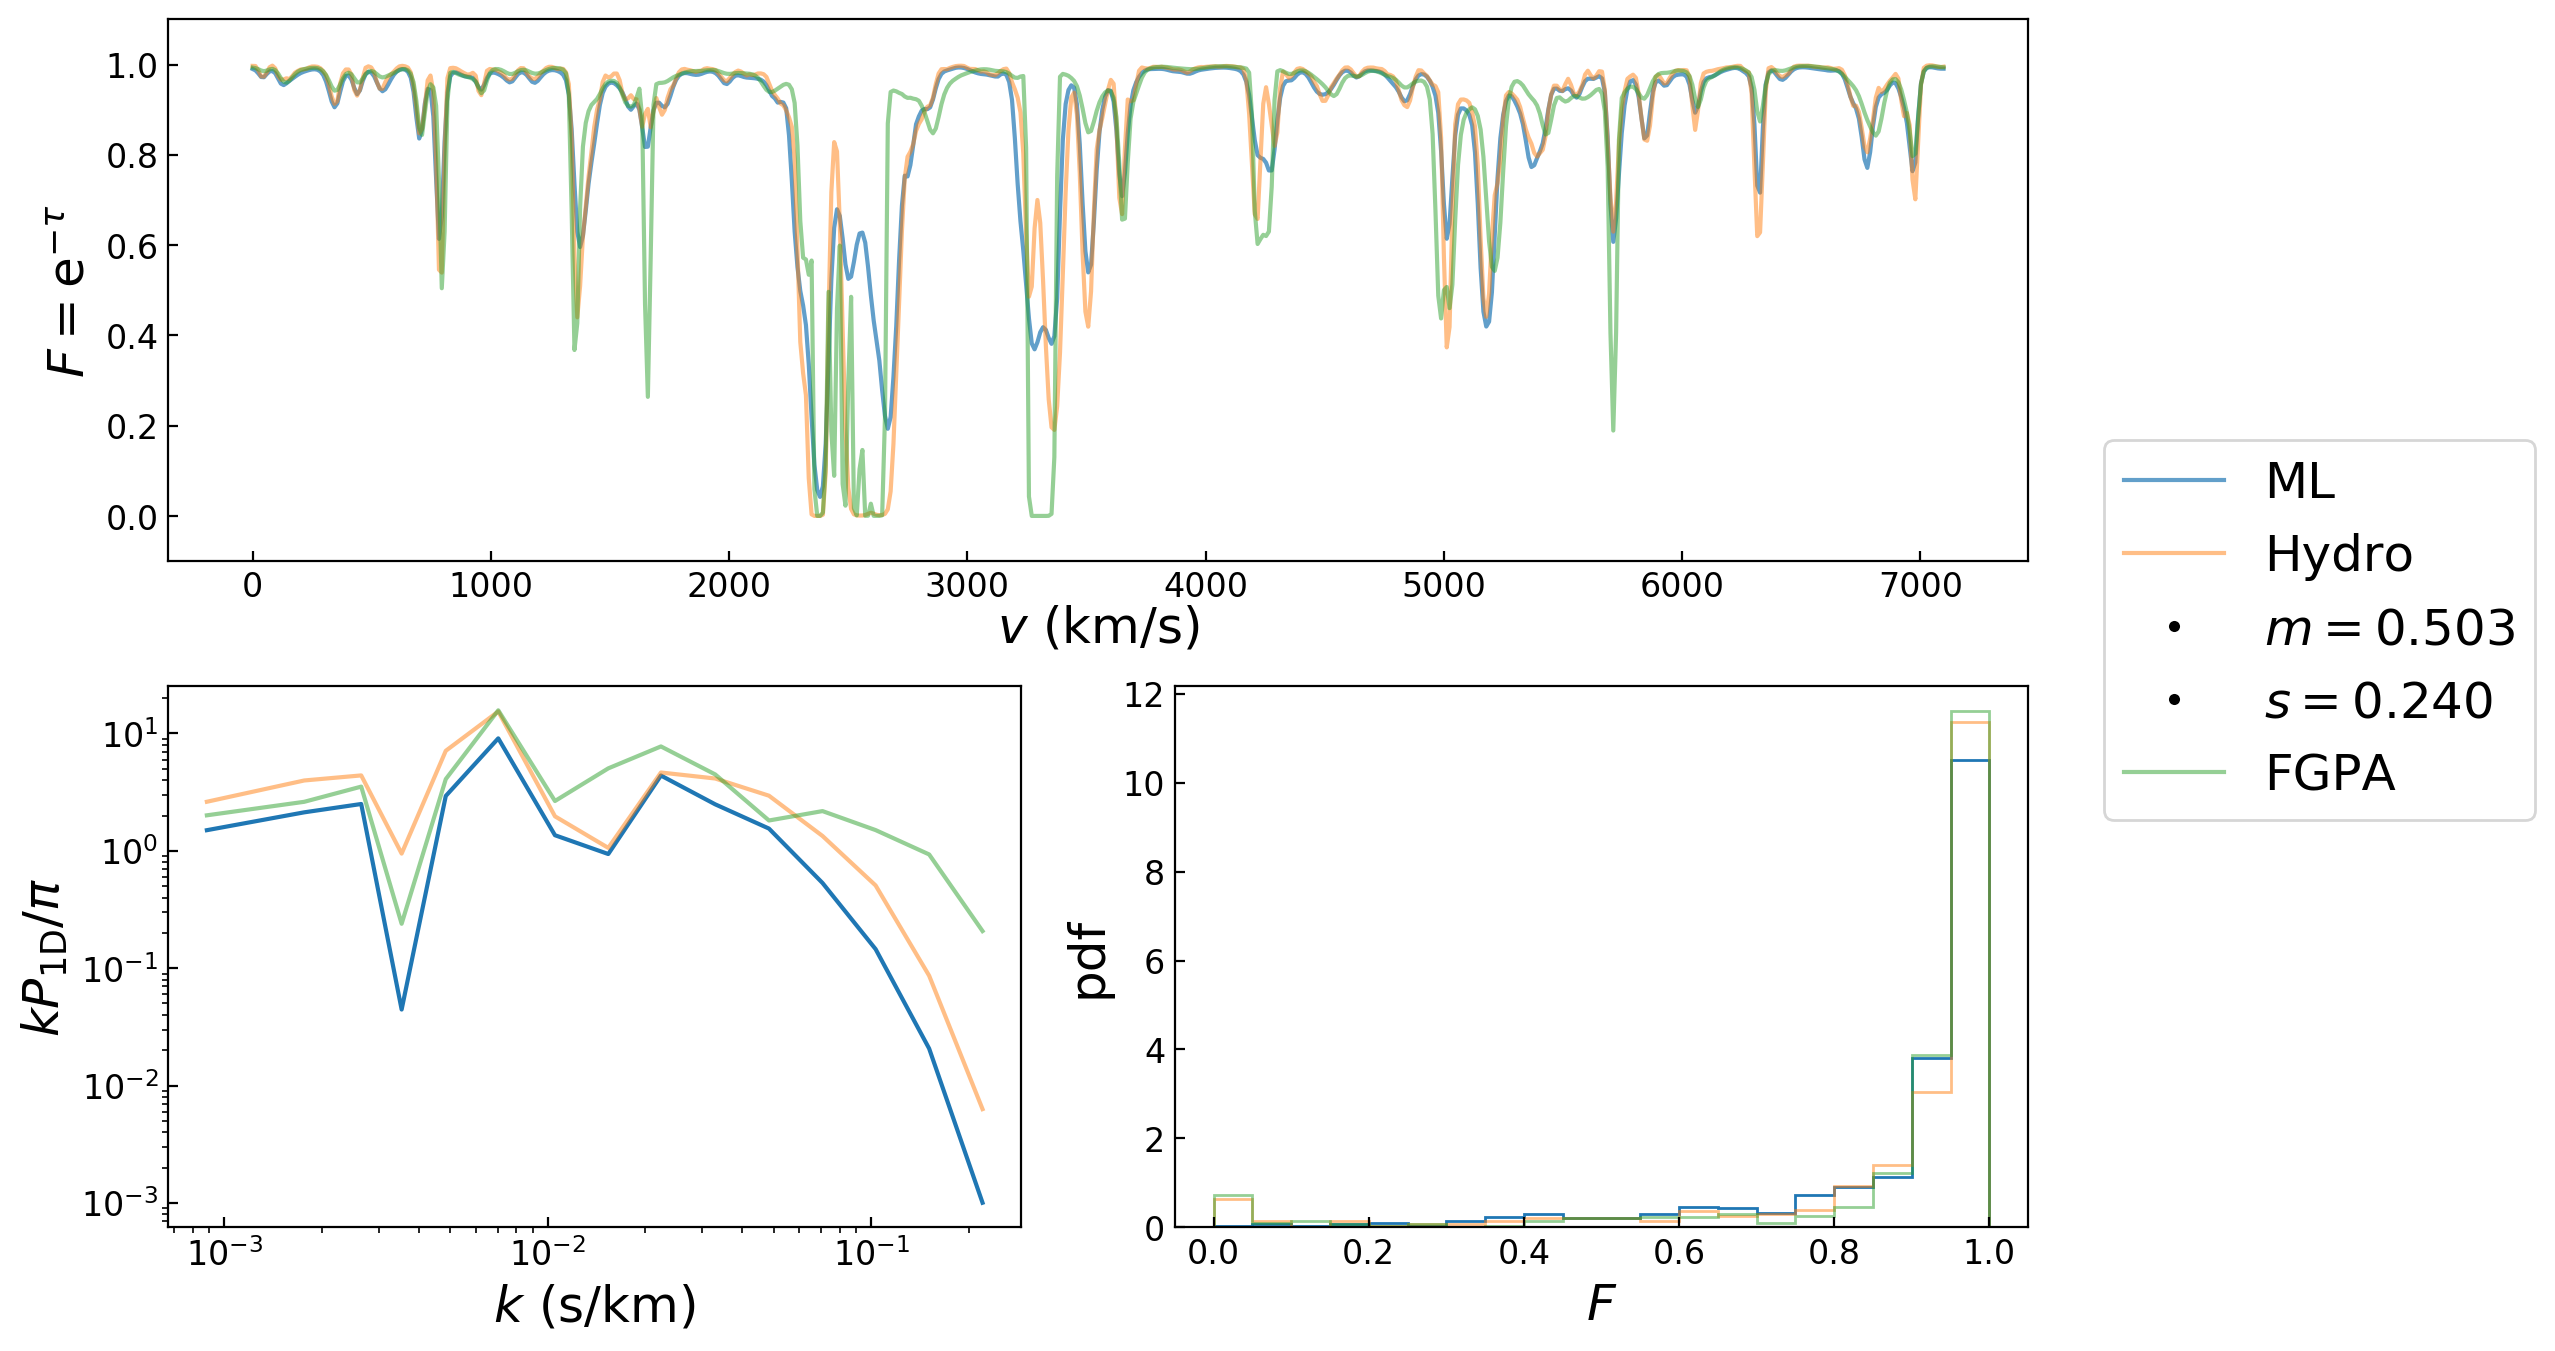 F = e^{-τ}
1.0
0.8
0.6
0.4
0.2
0.0
0 1000 2000 3000 4000 5000 6000 7000
v (km/s)
ML
Hydro
m = 0.503
s = 0.240
FGPA
kP_{1D}/π
10^1
10^0
10^{-1}
10^{-2}
10^{-3}
10^{-3} 10^{-2} 10^{-1}
k (s/km)
pdf
12
10
8
6
4
2
0
0.0 0.2 0.4 0.6 0.8 1.0
F